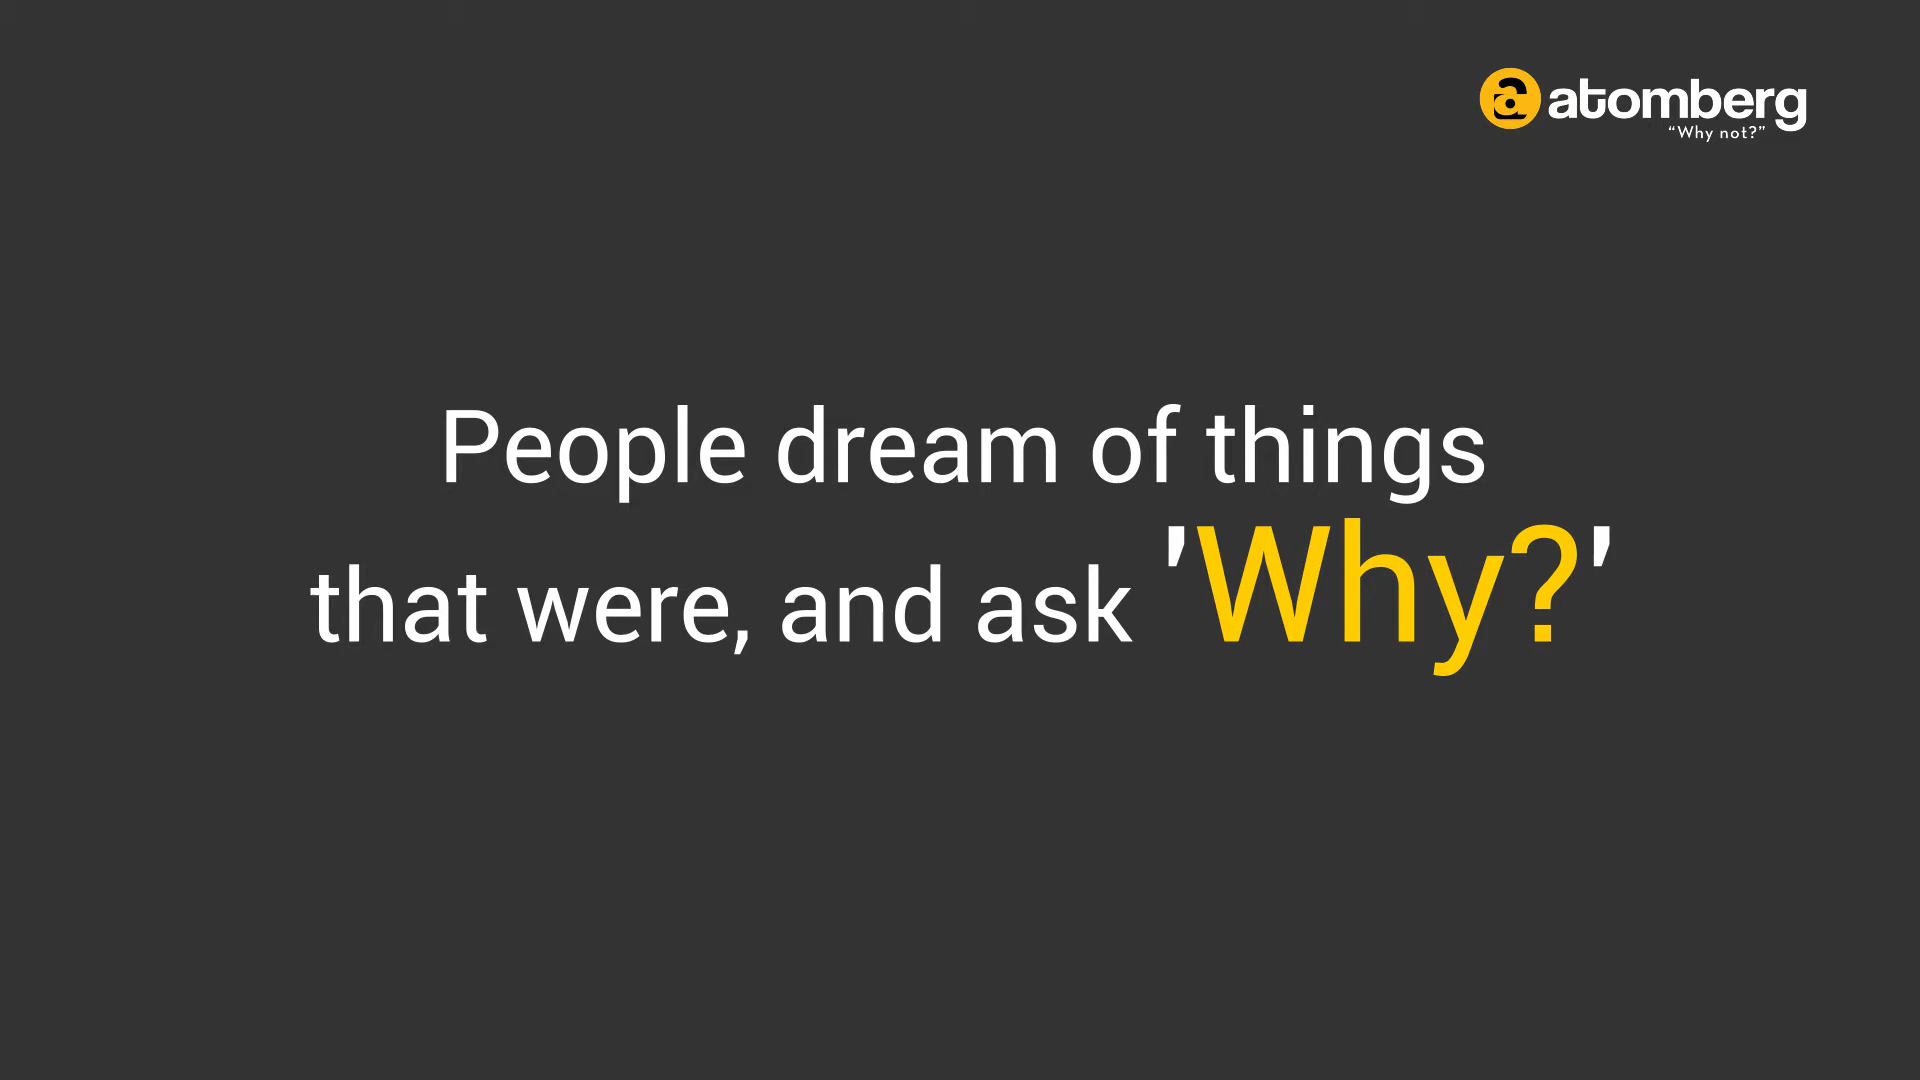 atomberg
“Why not?”
People dream of things
that were, and ask 'Why?'